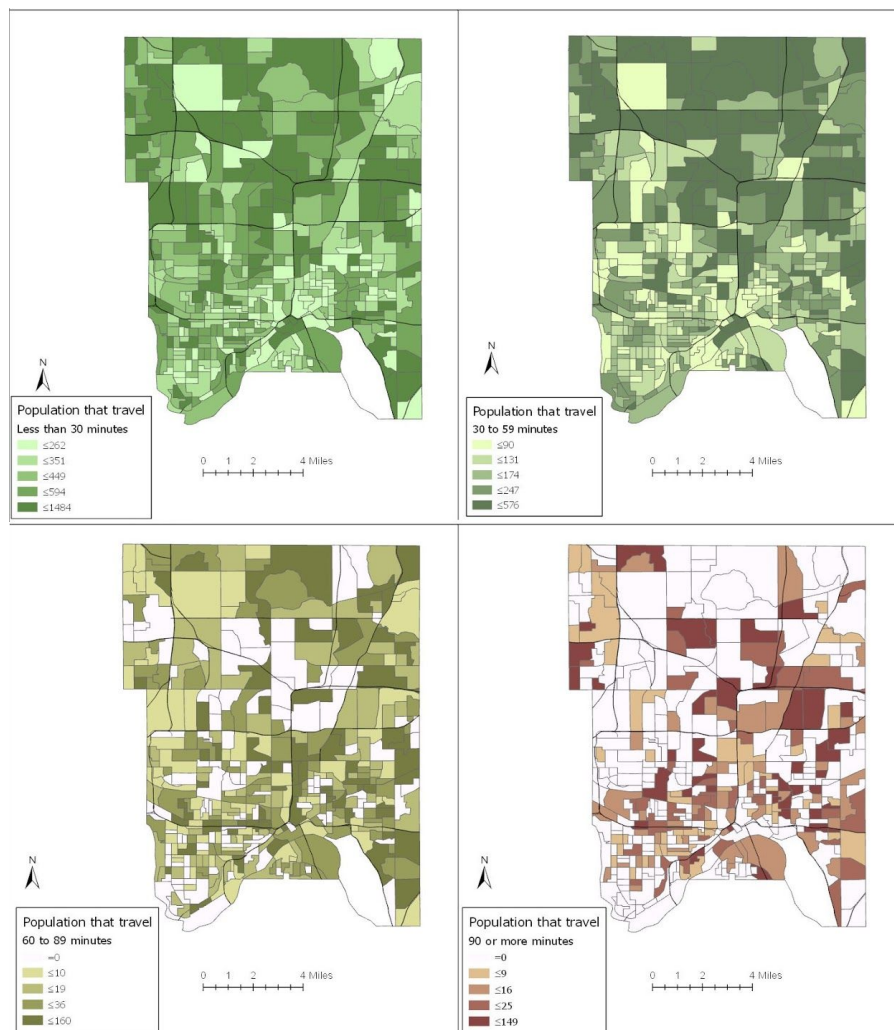 N
Population that travel
Less than 30 minutes
≤262
≤351
≤449
≤594
≤1484
0 1 2 4 Miles
N
Population that travel
30 to 59 minutes
≤90
≤131
≤174
≤247
≤576
0 1 2 4 Miles
N
Population that travel
60 to 89 minutes
=0
≤10
≤19
≤36
≤160
0 1 2 4 Miles
N
Population that travel
90 or more minutes
=0
≤9
≤16
≤25
≤149
0 1 2 4 Miles